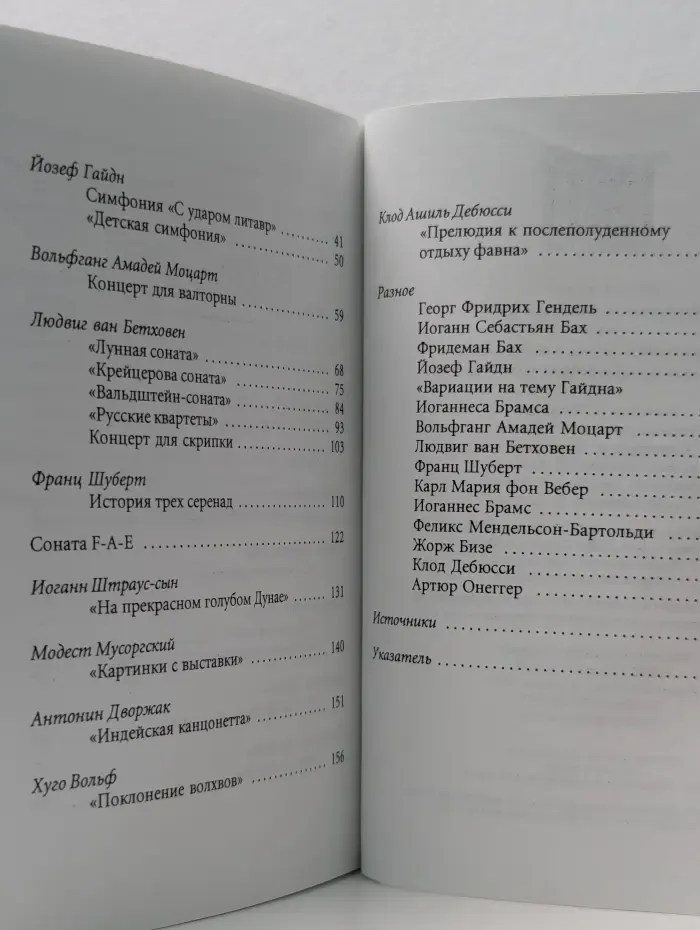 Йозеф Гайдн
Симфония «С ударом литавр» ........ 41
«Детская симфония» ................ 50
Вольфганг Амадей Моцарт
Концерт для валторны ................ 59
Людвиг ван Бетховен
«Лунная соната» ........................ 68
«Крейцерова соната» .................. 75
«Вальдштейн-соната» ................. 84
«Русские квартеты» .................... 93
Концерт для скрипки ................ 103
Франц Шуберт
История трех серенад ................ 110
Соната F-A-E ............................ 122
Иоганн Штраус-сын
«На прекрасном голубом Дунае» ...... 131
Модест Мусоргский
«Картинки с выставки» .............. 140
Антонин Дворжак
«Индейская канцонетта» ............ 151
Хуго Вольф
«Поклонение волхвов» .............. 156
Клод Ашиль Дебюсси
«Прелюдия к послеполуденному
отдыху фавна» ........................
Разное
Георг Фридрих Гендель ..............
Иоганн Себастьян Бах ..............
Фридеман Бах ........................
Йозеф Гайдн ..........................
«Вариации на тему Гайдна»
Иоганнеса Брамса ..................
Вольфганг Амадей Моцарт ........
Людвиг ван Бетховен ..............
Франц Шуберт ......................
Карл Мария фон Вебер ............
Иоганнес Брамс ....................
Феликс Мендельсон-Бартольди ....
Жорж Бизе ..........................
Клод Дебюсси ......................
Артюр Онеггер ......................
Источники ............................
Указатель ............................